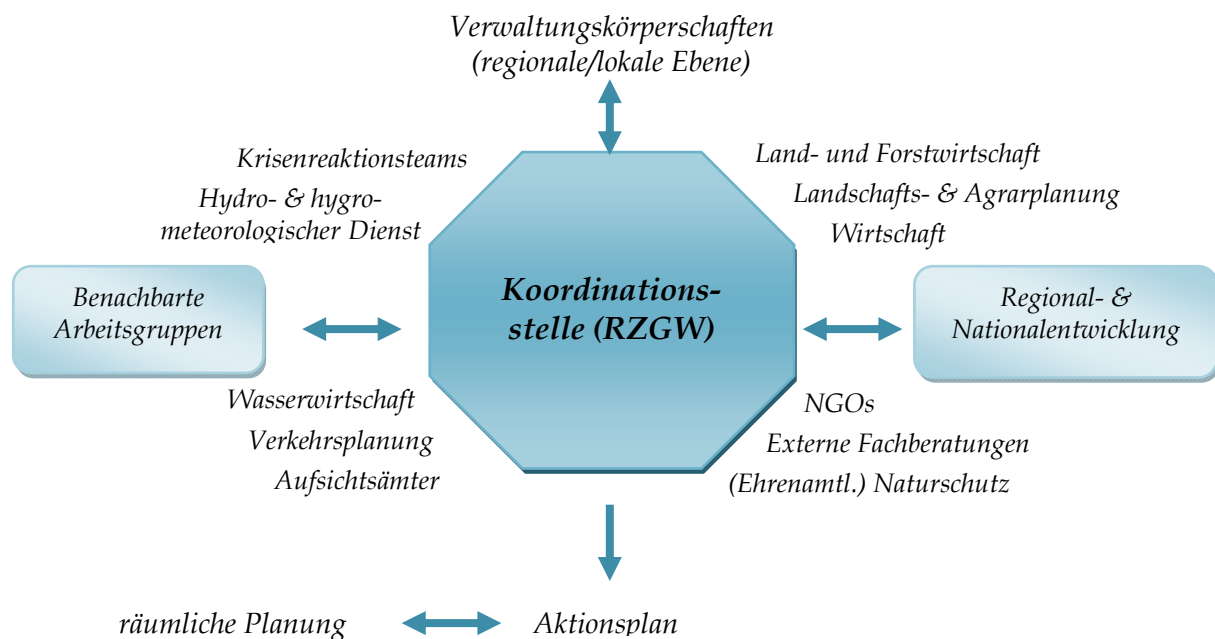 Verwaltungskörperschaften
(regionale/lokale Ebene)
Krisenreaktionsteams
Hydro- & hygro-
meteorologischer Dienst
Land- und Forstwirtschaft
Landschafts- & Agrarplanung
Wirtschaft
Benachbarte
Arbeitsgruppen
Koordinations-
stelle (RZGW)
Regional- &
Nationalentwicklung
Wasserwirtschaft
Verkehrsplanung
Aufsichtsämter
NGOs
Externe Fachberatungen
(Ehrenamtl.) Naturschutz
räumliche Planung
Aktionsplan